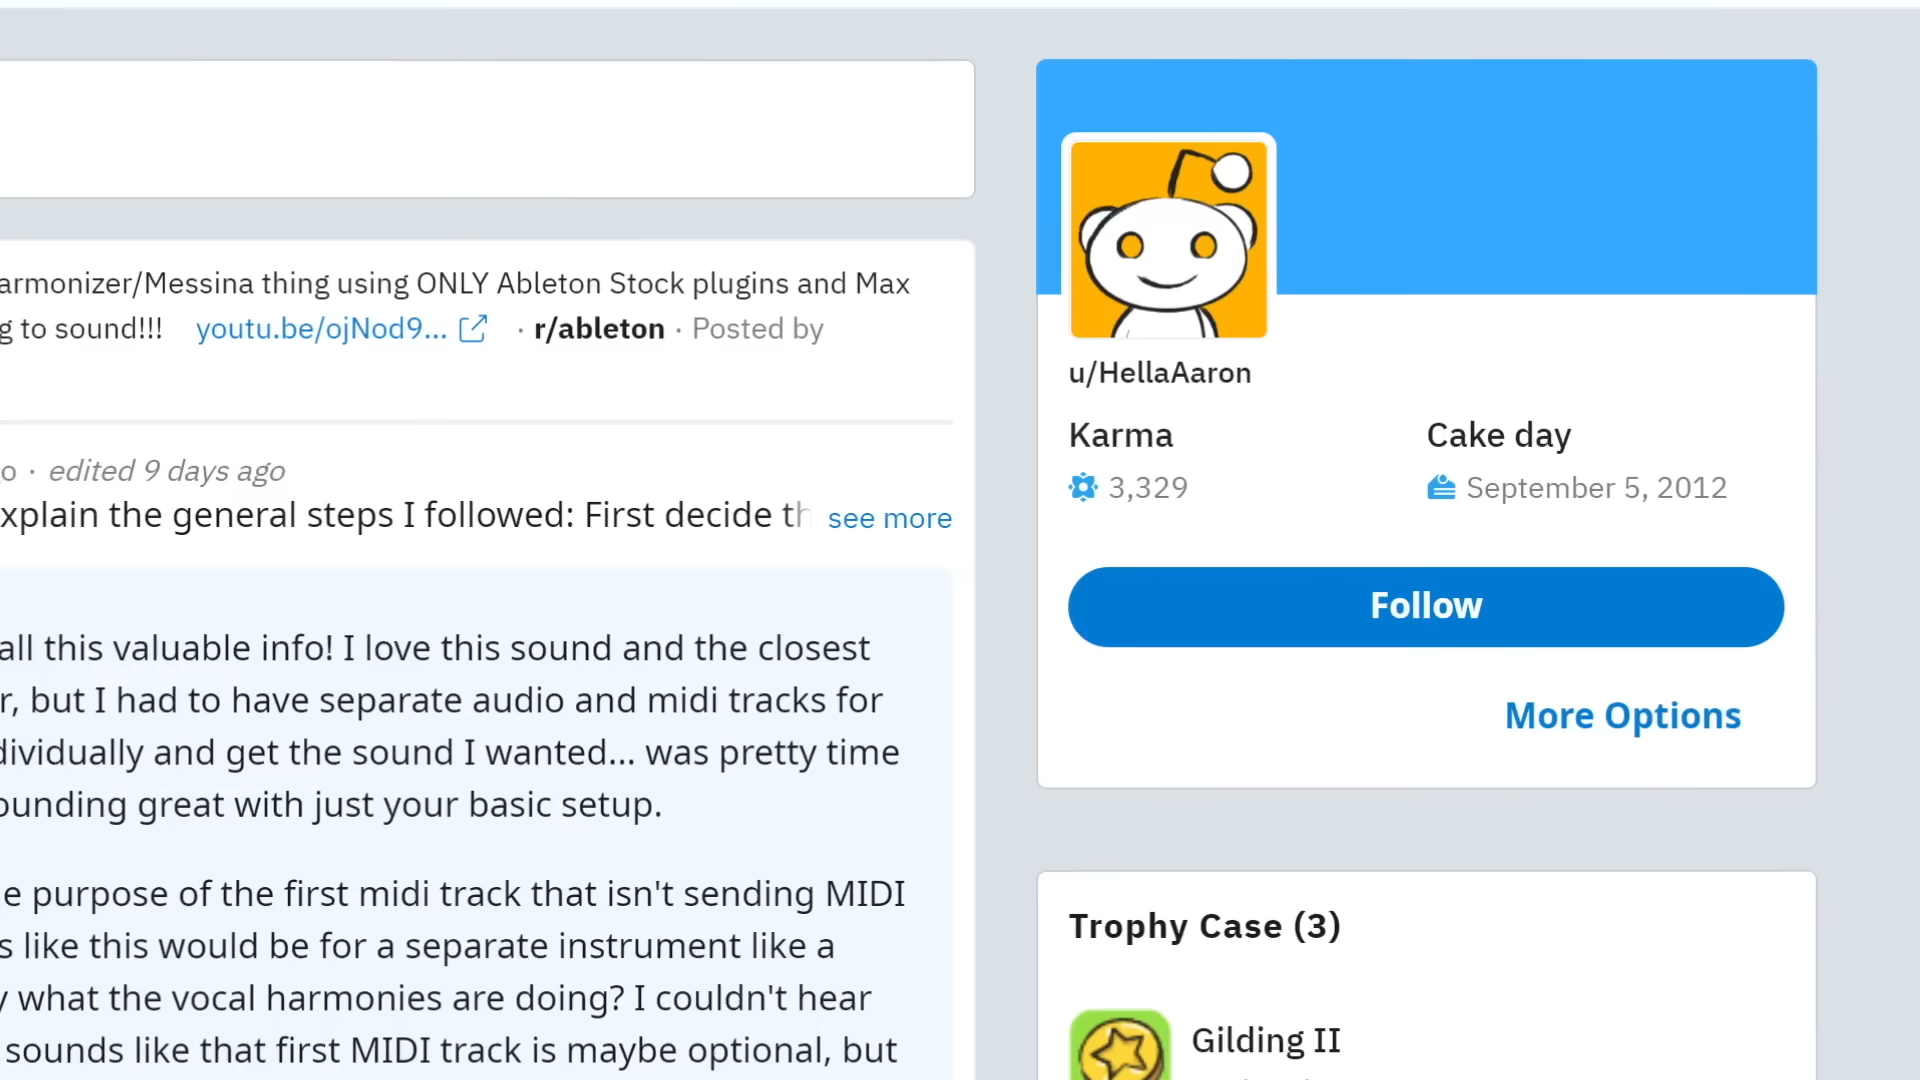 armonizer/Messina thing using ONLY Ableton Stock plugins and Max
g to sound!!! youtu.be/ojNod9... · r/ableton · Posted by
o · edited 9 days ago
xplain the general steps I followed: First decide th see more
all this valuable info! I love this sound and the closest
r, but I had to have separate audio and midi tracks for
dividually and get the sound I wanted... was pretty time
ounding great with just your basic setup.
e purpose of the first midi track that isn't sending MIDI
s like this would be for a separate instrument like a
y what the vocal harmonies are doing? I couldn't hear
sounds like that first MIDI track is maybe optional, but
u/HellaAaron
Karma
3,329
Cake day
September 5, 2012
Follow
More Options
Trophy Case (3)
Gilding II